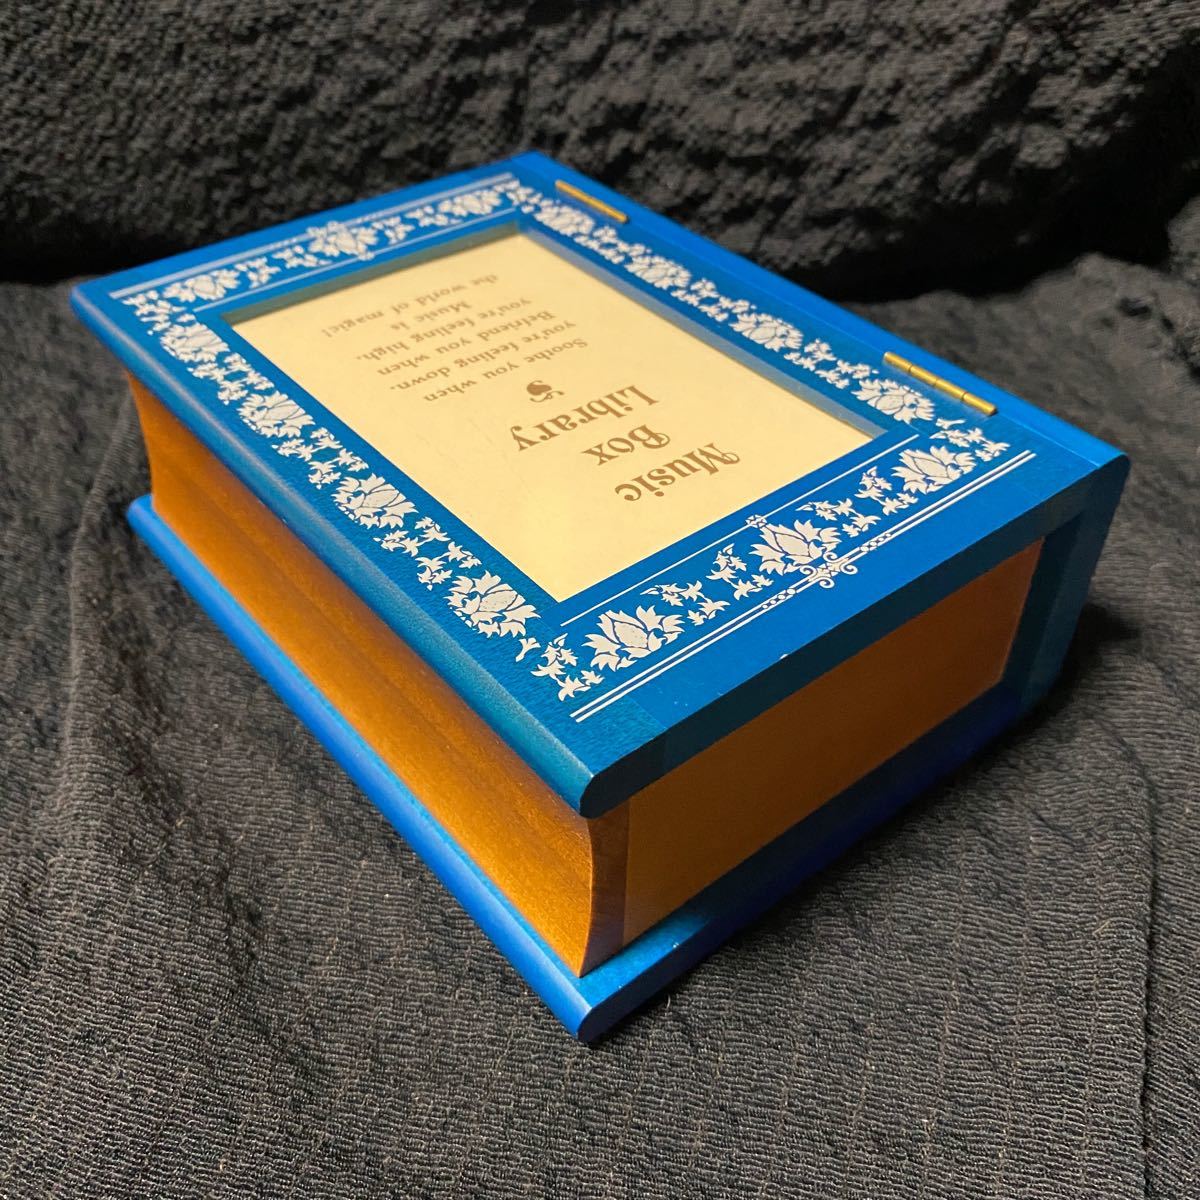 Music
Box
Library
Soothe you when
you're feeling down.
Befriend you when
you're feeling high.
Music is
the world of magic!